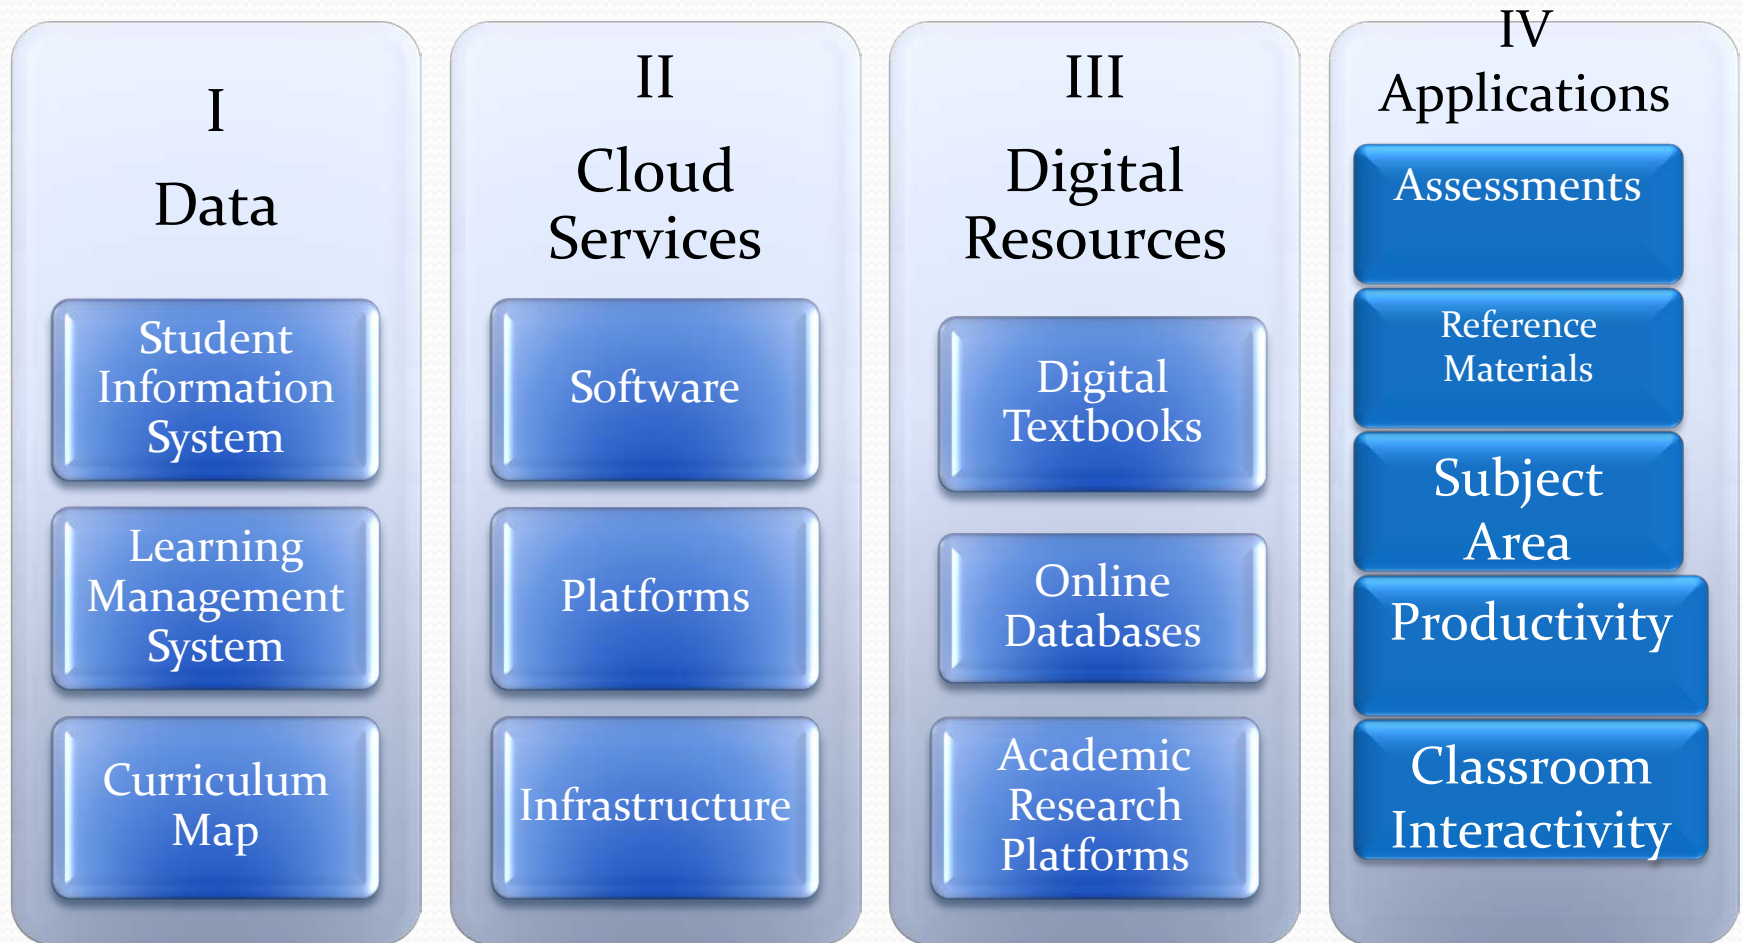 I
Data
Student
Information
System
Learning
Management
System
Curriculum
Map
II
Cloud
Services
Software
Platforms
Infrastructure
III
Digital
Resources
Digital
Textbooks
Online
Databases
Academic
Research
Platforms
IV
Applications
Assessments
Reference
Materials
Subject
Area
Productivity
Classroom
Interactivity